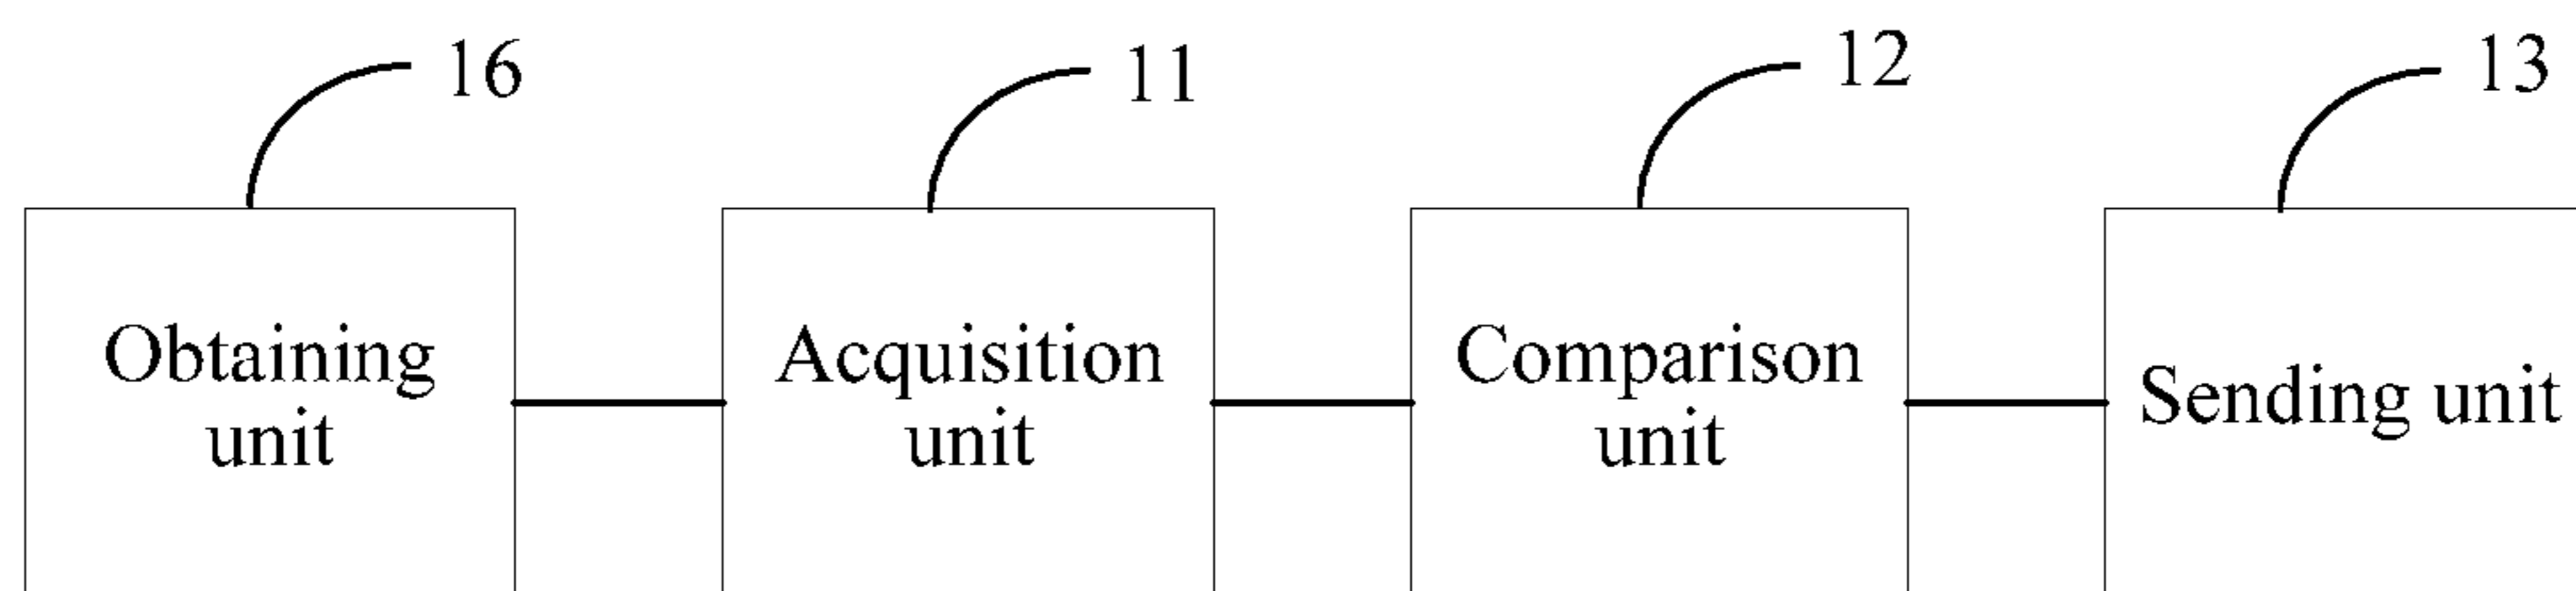 16
11
12
13
Obtaining
unit
Acquisition
unit
Comparison
unit
Sending unit